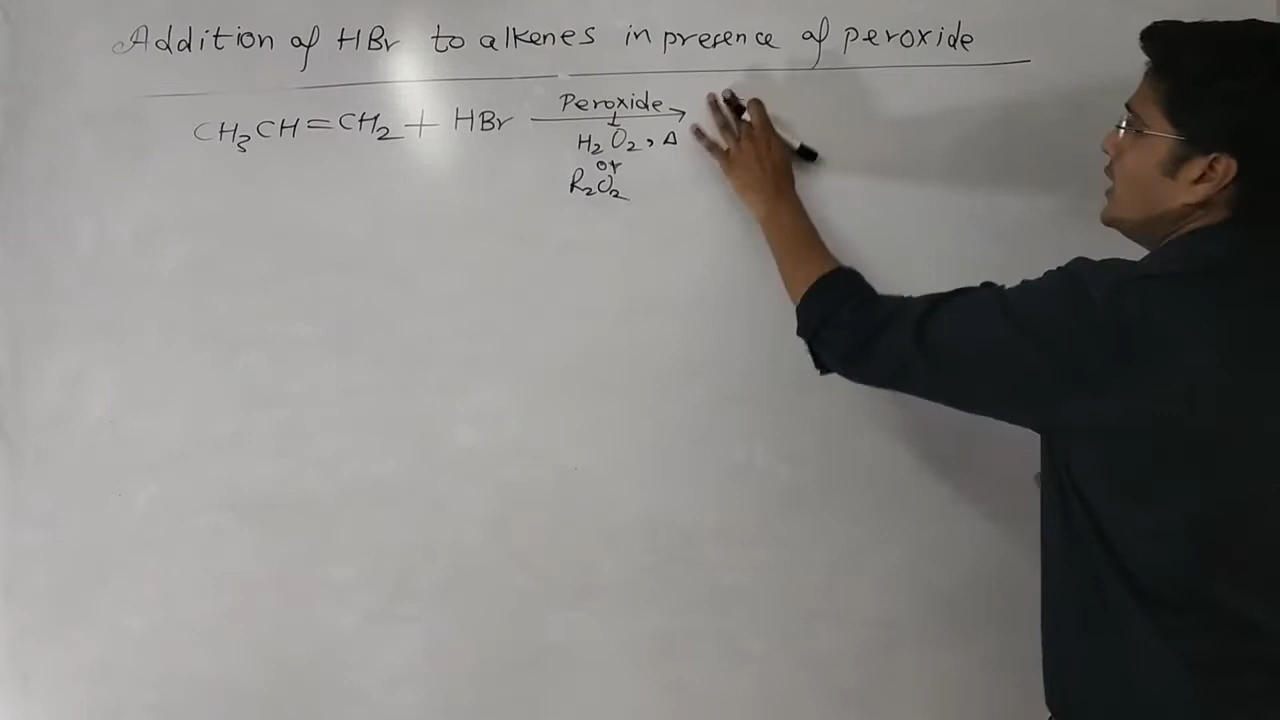 Addition of HBr to alkenes in presence of peroxide
CH₃CH=CH₂ + HBr Peroxide →
H₂O₂, Δ
or
R₂O₂